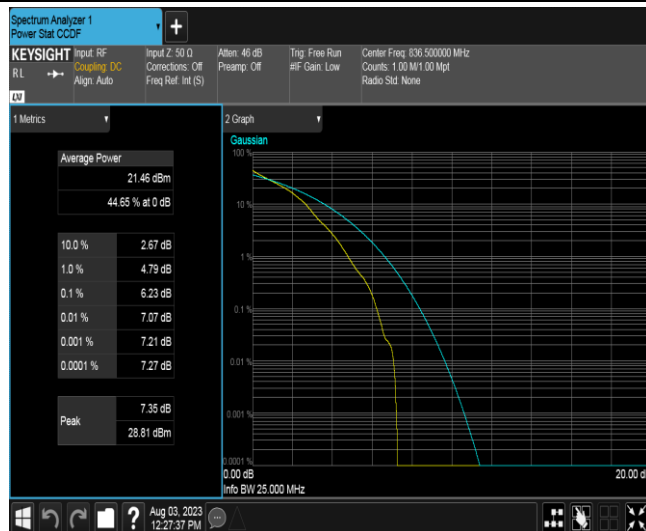 Spectrum Analyzer 1
Power Stat CCDF
KEYSIGHT
Input: RF
Coupling: DC
Align: Auto
Input Z: 50 Ω
Corrections: Off
Freq Ref: Int (S)
Atten: 46 dB
Preamp: Off
Trig: Free Run
#IF Gain: Low
Center Freq: 836.500000 MHz
Counts: 1.00 M/1.00 Mpt
Radio Std: None
RL
LXI
1 Metrics
Average Power
21.46 dBm
44.65 % at 0 dB
10.0 % 2.67 dB
1.0 % 4.79 dB
0.1 % 6.23 dB
0.01 % 7.07 dB
0.001 % 7.21 dB
0.0001 % 7.27 dB
Peak
7.35 dB
28.81 dBm
2 Graph
Gaussian
100 %
10 %
1 %
0.1 %
0.01 %
0.001 %
0.0001 %
0.00 dB
20.00 d
Info BW 25.000 MHz
?
Aug 03, 2023
12:27:37 PM